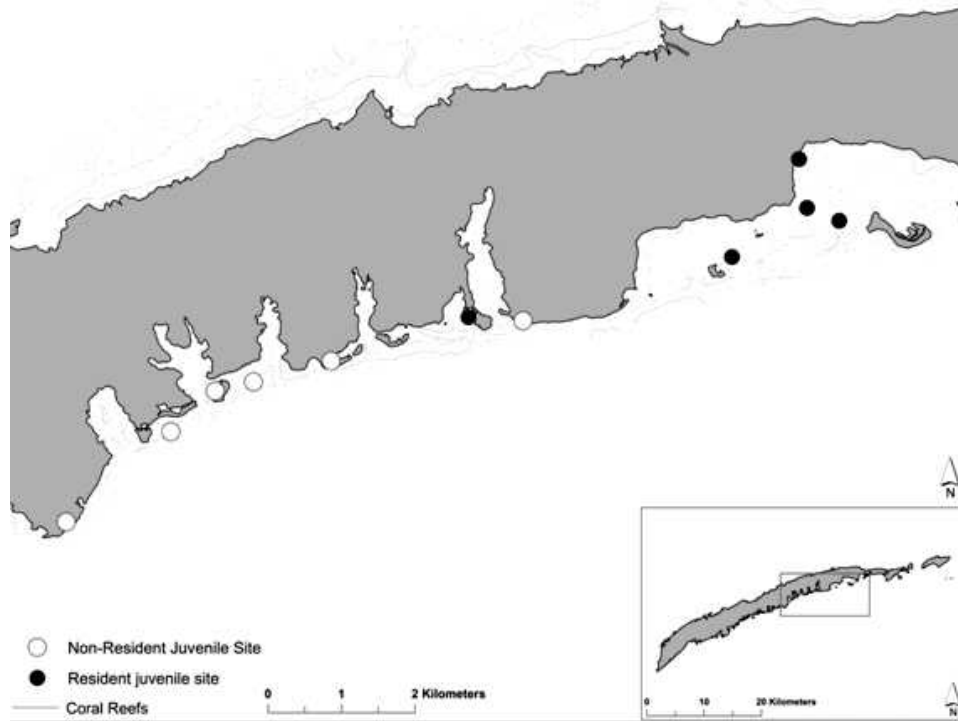 N
Non-Resident Juvenile Site
Resident juvenile site
Coral Reefs
0 1 2 Kilometers
0 10 20 Kilometers
N